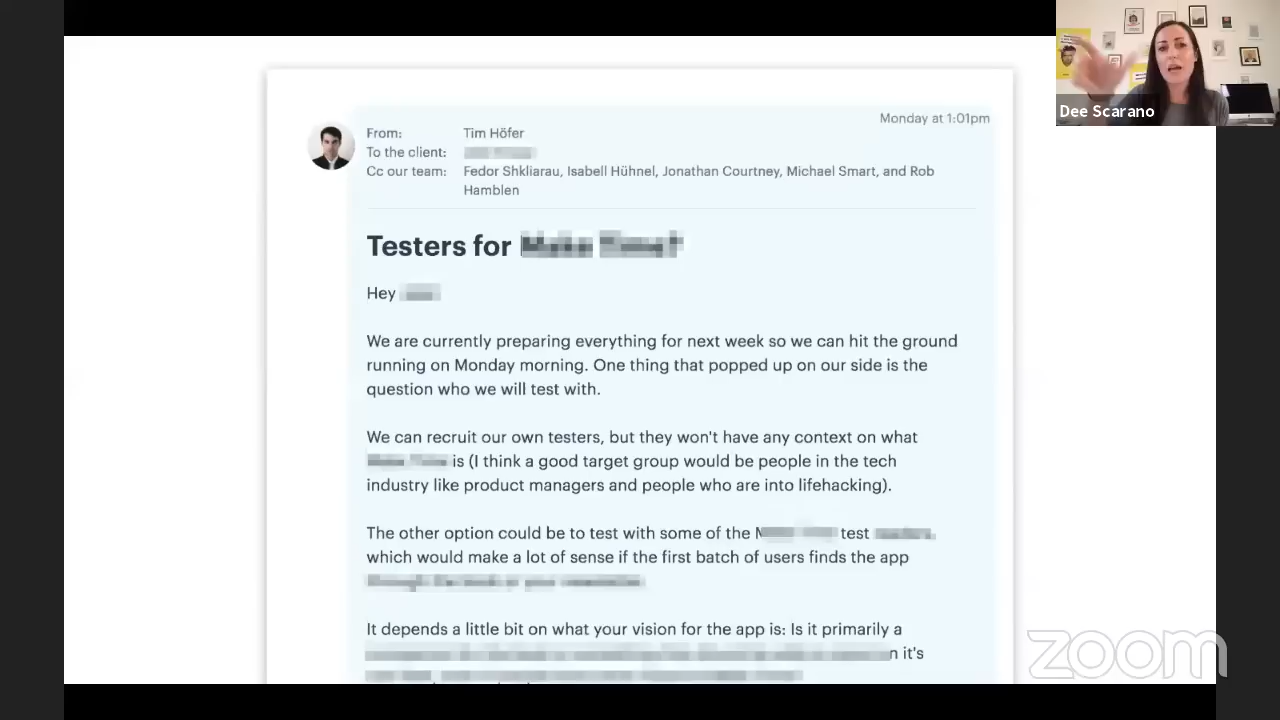 Dee Scarano
Monday at 1:01pm
From: Tim Höfer
To the client:
Cc our team: Fedor Shkliarau, Isabell Hühnel, Jonathan Courtney, Michael Smart, and Rob
Hamblen
Testers for
Hey
We are currently preparing everything for next week so we can hit the ground
running on Monday morning. One thing that popped up on our side is the
question who we will test with.
We can recruit our own testers, but they won't have any context on what
is (I think a good target group would be people in the tech
industry like product managers and people who are into lifehacking).
The other option could be to test with some of the test
which would make a lot of sense if the first batch of users finds the app
It depends a little bit on what your vision for the app is: Is it primarily a
it's
zoom